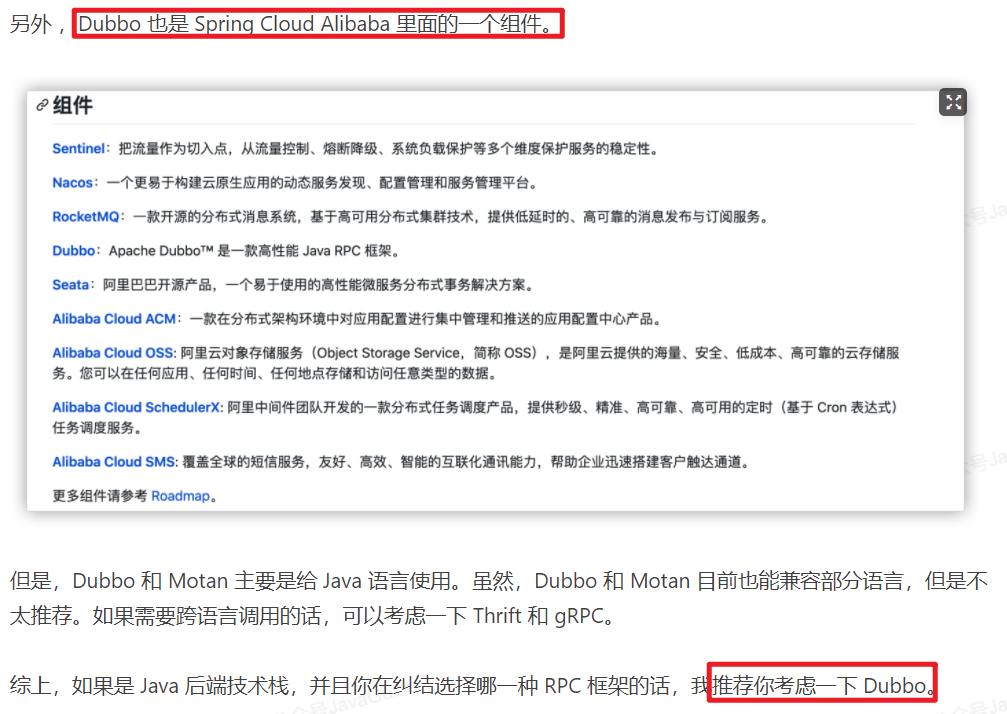 另外，Dubbo 也是 Spring Cloud Alibaba 里面的一个组件。
组件
Sentinel：把流量作为切入点，从流量控制、熔断降级、系统负载保护等多个维度保护服务的稳定性。
Nacos：一个更易于构建云原生应用的动态服务发现、配置管理和服务管理平台。
RocketMQ：一款开源的分布式消息系统，基于高可用分布式集群技术，提供低延时的、高可靠的消息发布与订阅服务。
Dubbo：Apache Dubbo™ 是一款高性能 Java RPC 框架。
Seata：阿里巴巴开源产品，一个易于使用的高性能微服务分布式事务解决方案。
Alibaba Cloud ACM：一款在分布式架构环境中对应用配置进行集中管理和推送的应用配置中心产品。
Alibaba Cloud OSS: 阿里云对象存储服务（Object Storage Service，简称 OSS），是阿里云提供的海量、安全、低成本、高可靠的云存储服
务。您可以在任何应用、任何时间、任何地点存储和访问任意类型的数据。
Alibaba Cloud SchedulerX: 阿里中间件团队开发的一款分布式任务调度产品，提供秒级、精准、高可靠、高可用的定时（基于 Cron 表达式）
任务调度服务。
Alibaba Cloud SMS: 覆盖全球的短信服务，友好、高效、智能的互联化通讯能力，帮助企业迅速搭建客户触达通道。
更多组件请参考 Roadmap。
但是，Dubbo 和 Motan 主要是给 Java 语言使用。虽然，Dubbo 和 Motan 目前也能兼容部分语言，但是不
太推荐。如果需要跨语言调用的话，可以考虑一下 Thrift 和 gRPC。
综上，如果是 Java 后端技术栈，并且你在纠结选择哪一种 RPC 框架的话，我推荐你考虑一下 Dubbo。